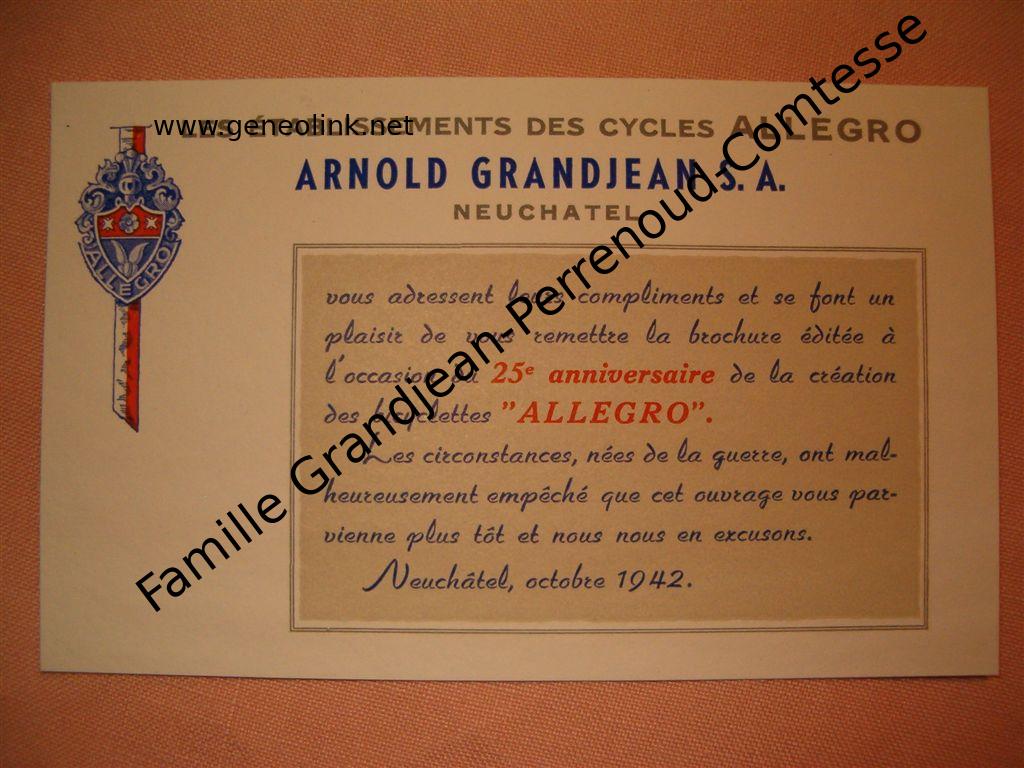 www.geneolink.net
LES ÉTABLISSEMENTS DES CYCLES ALLEGRO
ARNOLD GRANDJEAN S. A.
NEUCHATEL
ALLEGRO
vous adressent leurs compliments et se font un
plaisir de vous remettre la brochure éditée à
l'occasion du 25e anniversaire de la création
des bicyclettes "ALLEGRO".
Les circonstances, nées de la guerre, ont mal-
heureusement empêché que cet ouvrage vous par-
vienne plus tôt et nous nous en excusons.
Neuchâtel, octobre 1942.
Famille Grandjean-Perrenoud-Comtesse